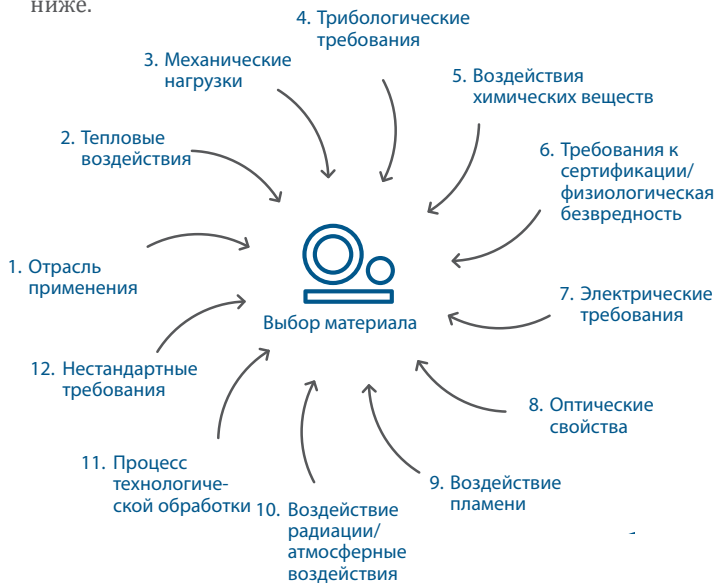 ниже.
4. Трибологические
требования
3. Механические
нагрузки
5. Воздействия
химических веществ
2. Тепловые
воздействия
6. Требования к
сертификации/
физиологическая
безвредность
1. Отрасль
применения
7. Электрические
требования
Выбор материала
12. Нестандартные
требования
8. Оптические
свойства
11. Процесс
технологиче-
ской обработки
9. Воздействие
пламени
10. Воздействие
радиации/
атмосферные
воздействия